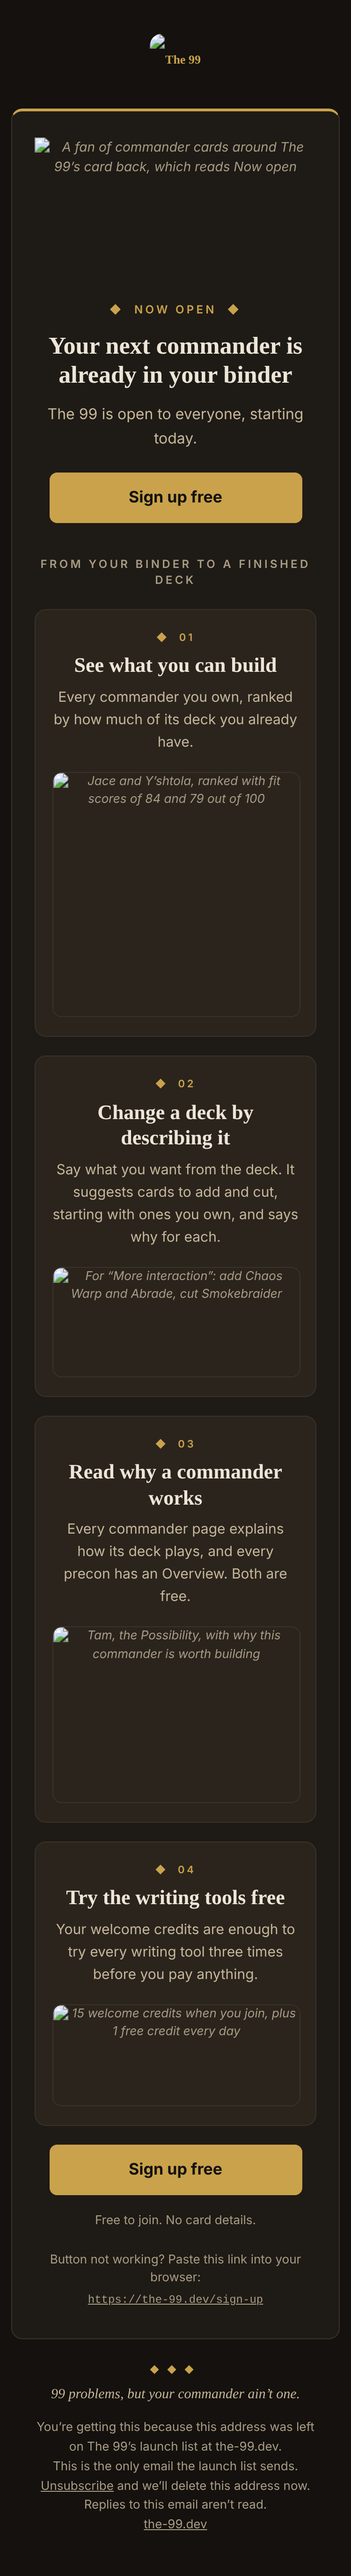 The 99
A fan of commander cards around The
99’s card back, which reads Now open
◆ NOW OPEN ◆
Your next commander is
already in your binder
The 99 is open to everyone, starting
today.
Sign up free
FROM YOUR BINDER TO A FINISHED
DECK
◆ 01
See what you can build
Every commander you own, ranked
by how much of its deck you already
have.
Jace and Y’shtola, ranked with fit
scores of 84 and 79 out of 100
◆ 02
Change a deck by
describing it
Say what you want from the deck. It
suggests cards to add and cut,
starting with ones you own, and says
why for each.
For “More interaction”: add Chaos
Warp and Abrade, cut Smokebraider
◆ 03
Read why a commander
works
Every commander page explains
how its deck plays, and every
precon has an Overview. Both are
free.
Tam, the Possibility, with why this
commander is worth building
◆ 04
Try the writing tools free
Your welcome credits are enough to
try every writing tool three times
before you pay anything.
15 welcome credits when you join, plus
1 free credit every day
Sign up free
Free to join. No card details.
Button not working? Paste this link into your
browser:
https://the-99.dev/sign-up
◆ ◆ ◆
99 problems, but your commander ain’t one.
You’re getting this because this address was left
on The 99’s launch list at the-99.dev.
This is the only email the launch list sends.
Unsubscribe and we’ll delete this address now.
Replies to this email aren’t read.
the-99.dev